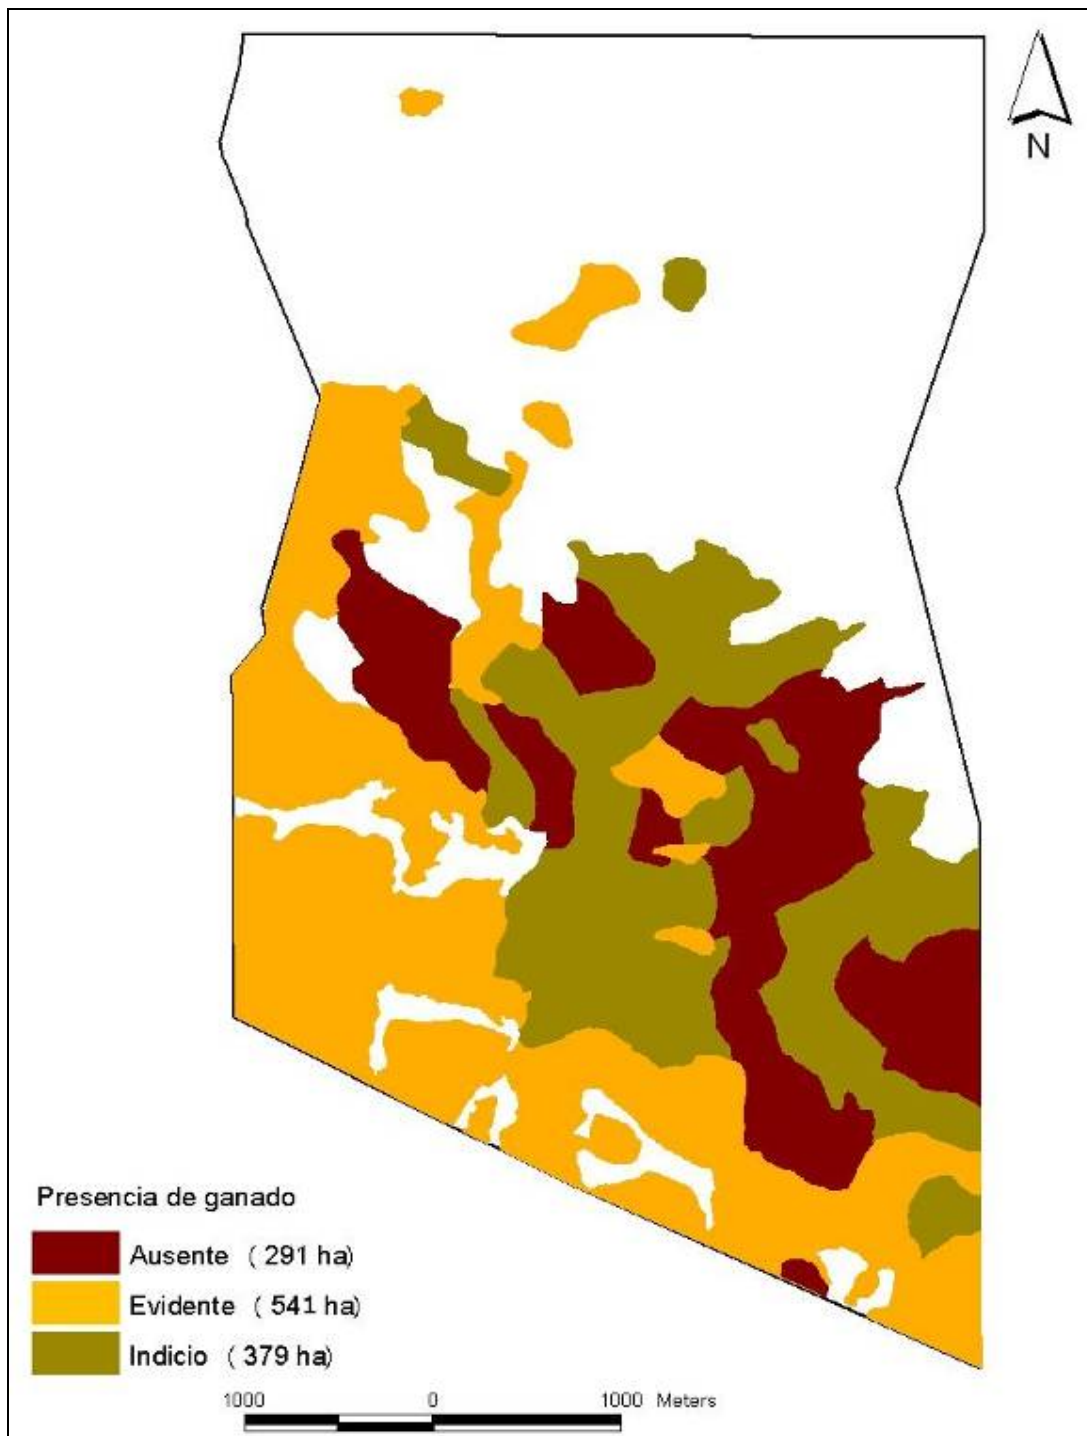 N
Presencia de ganado
Ausente ( 291 ha)
Evidente ( 541 ha)
Indicio ( 379 ha)
1000 0 1000 Meters